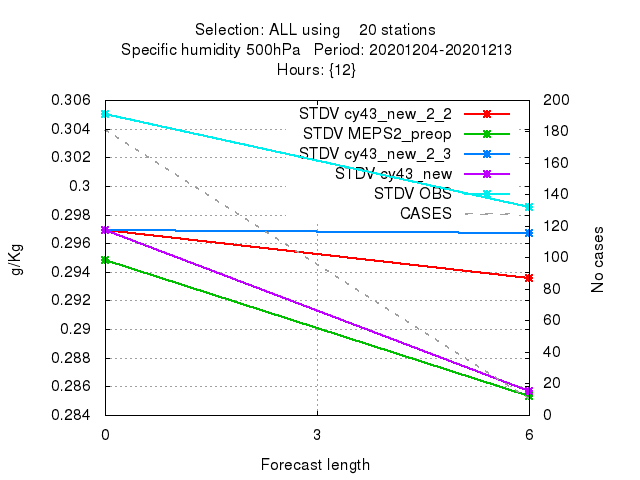 Selection: ALL using    20 stations
Specific humidity 500hPa   Period: 20201204-20201213
Hours: {12}
0.306
0.304
0.302
0.3
0.298
0.296
0.294
0.292
0.29
0.288
0.286
0.284
g/Kg
STDV cy43_new_2_2
STDV MEPS2_preop
STDV cy43_new_2_3
STDV cy43_new
STDV OBS
CASES
200
180
160
140
120
100
80
60
40
20
0
No cases
0 3 6
Forecast length